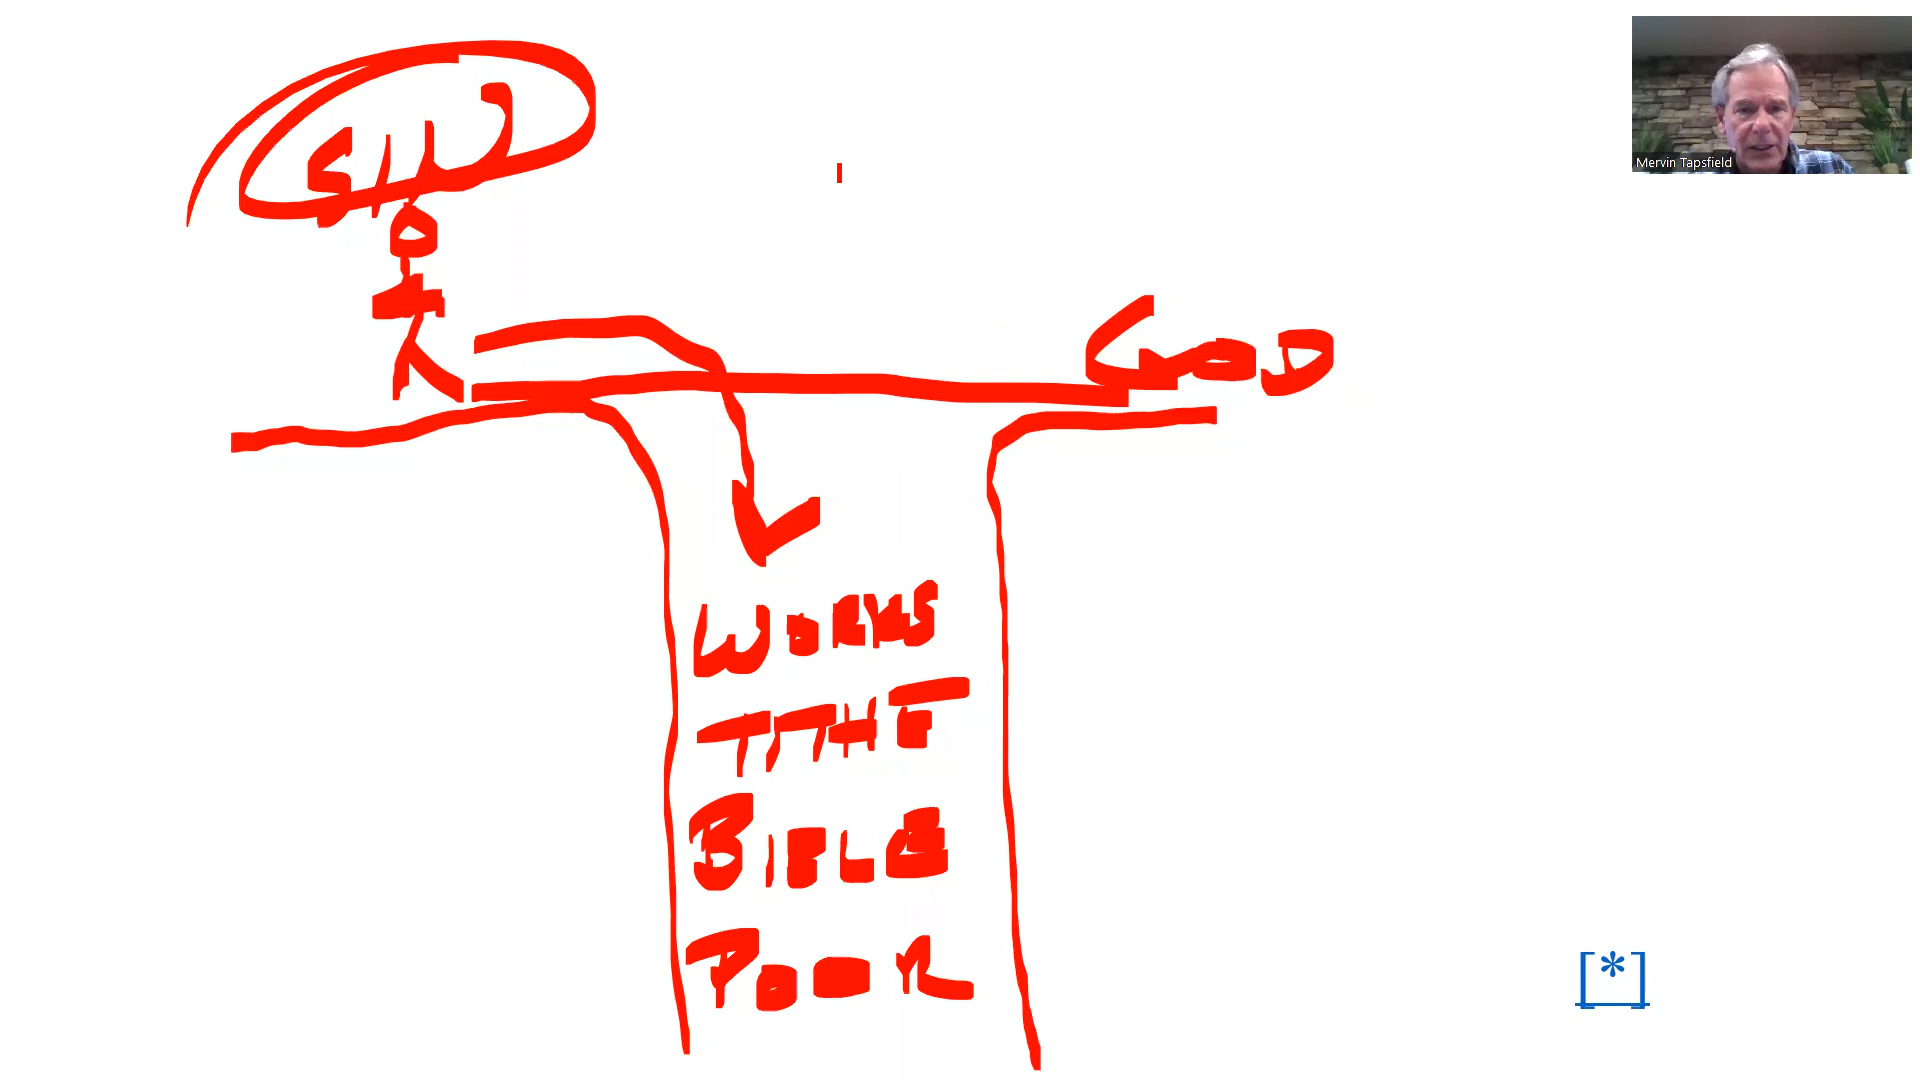 SIN
Mervin Tapsfield
GOD
WORKS
TITHE
BIBLE
POOR
[*]